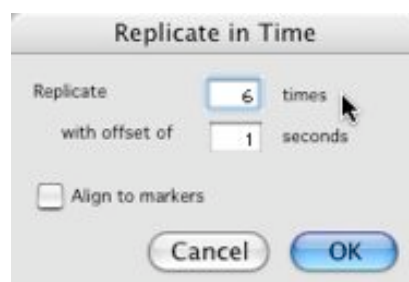 Replicate in Time
Replicate 6 times
with offset of 1 seconds
Align to markers
Cancel OK